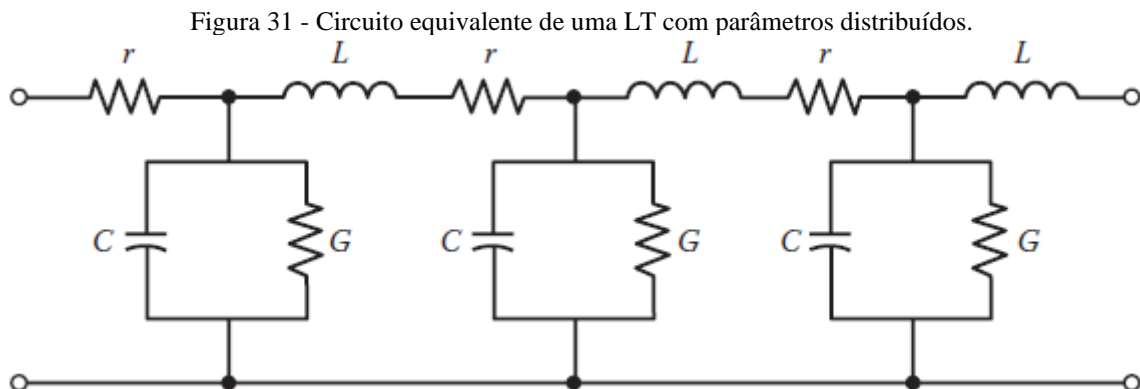 Figura 31 - Circuito equivalente de uma LT com parâmetros distribuídos.
r L r L r L
C G C G C G